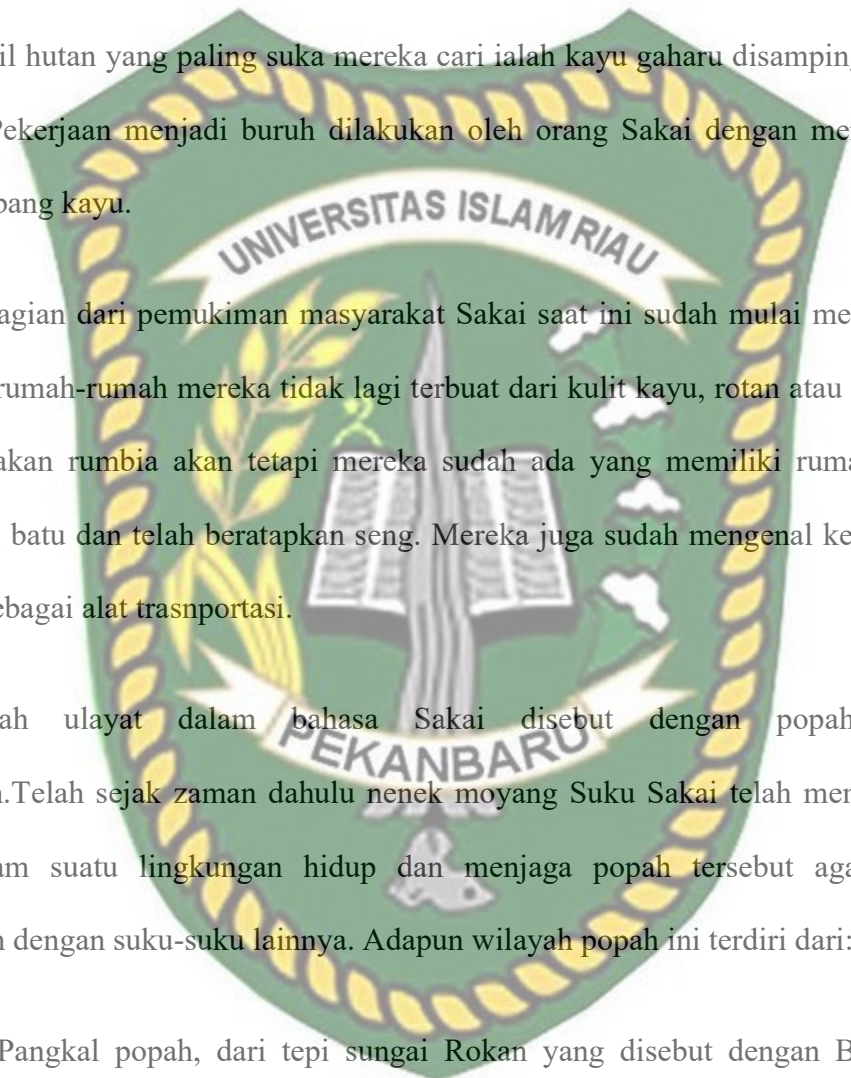 il hutan yang paling suka mereka cari ialah kayu gaharu disamping
Pekerjaan menjadi buruh dilakukan oleh orang Sakai dengan me
bang kayu.
UNIVERSITAS ISLAM RIAU
agian dari pemukiman masyarakat Sakai saat ini sudah mulai me
rumah-rumah mereka tidak lagi terbuat dari kulit kayu, rotan atau
akan rumbia akan tetapi mereka sudah ada yang memiliki ruma
batu dan telah beratapkan seng. Mereka juga sudah mengenal ke
ebagai alat trasnportasi.
ah ulayat dalam bahasa Sakai disebut dengan popah
PEKANBARU
n.Telah sejak zaman dahulu nenek moyang Suku Sakai telah men
am suatu lingkungan hidup dan menjaga popah tersebut aga
n dengan suku-suku lainnya. Adapun wilayah popah ini terdiri dari:
Pangkal popah, dari tepi sungai Rokan yang disebut dengan B